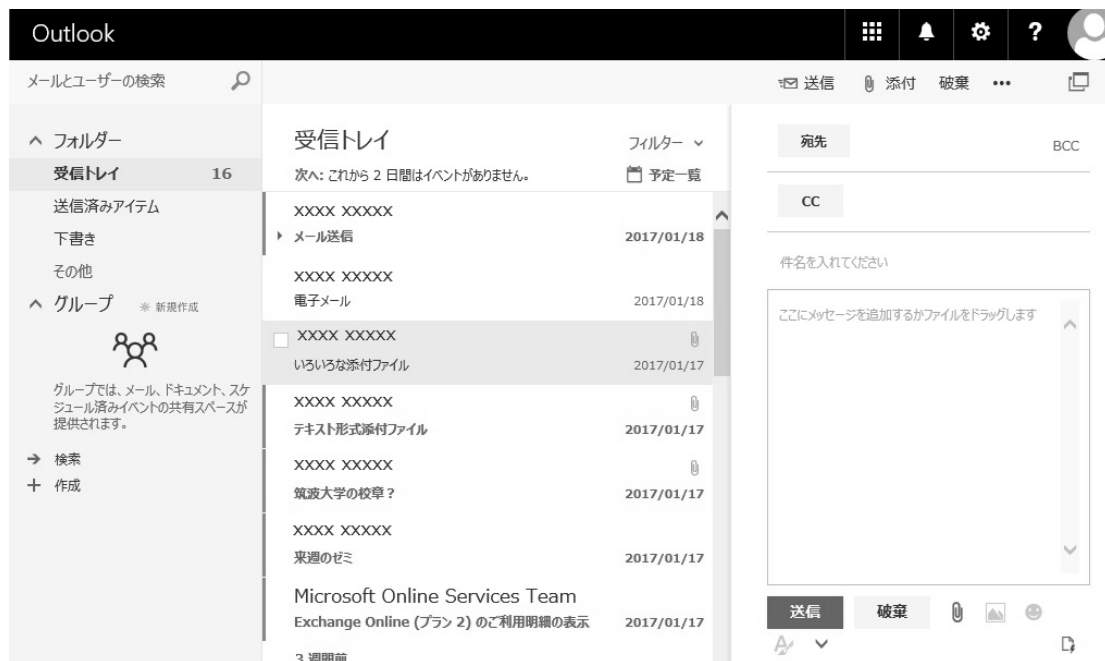 Outlook
?
メールとユーザーの検索
送信 添付 破棄 •••
フォルダー
受信トレイ 16
送信済みアイテム
下書き
その他
グループ 新規作成
グループでは、メール、ドキュメント、スケ
ジュール済みイベントの共有スペースが
提供されます。
検索
作成
受信トレイ フィルター
次へ: これから 2 日間はイベントがありません。 予定一覧
XXXX XXXXX
メール送信 2017/01/18
XXXX XXXXX
電子メール 2017/01/18
XXXX XXXXX
いろいろな添付ファイル 2017/01/17
XXXX XXXXX
テキスト形式添付ファイル 2017/01/17
XXXX XXXXX
筑波大学の校章？ 2017/01/17
XXXX XXXXX
来週のゼミ 2017/01/17
Microsoft Online Services Team
Exchange Online (プラン 2) のご利用明細の表示 2017/01/17
3 週間前
宛先 BCC
CC
件名を入れてください
ここにメッセージを追加するかファイルをドラッグします
送信 破棄